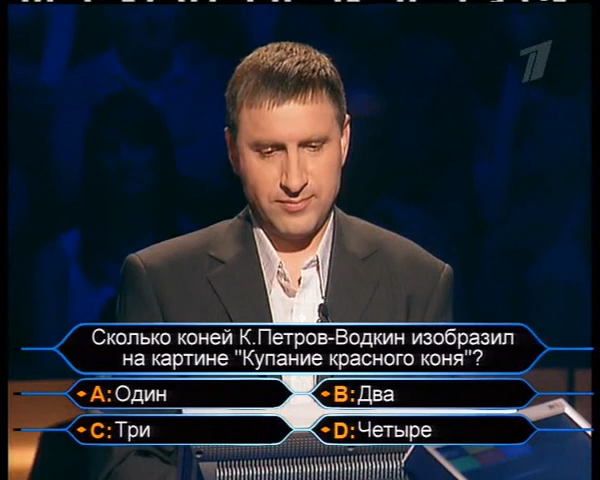 Сколько коней К.Петров-Водкин изобразил
на картине "Купание красного коня"?
A: Один
B: Два
C: Три
D: Четыре